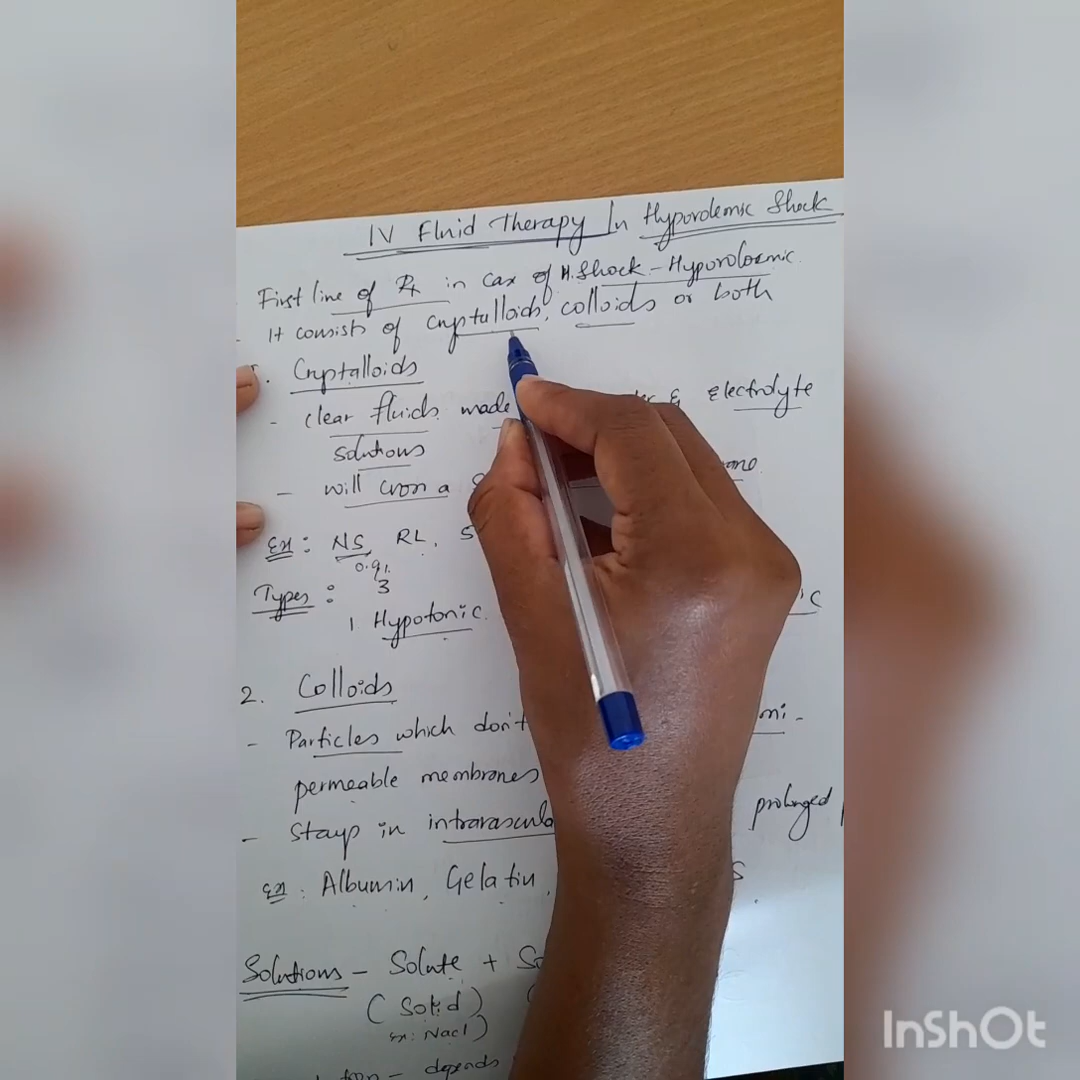 IV Fluid Therapy In Hypovolemic Shock
First line of Rx in case of H. Shock - Hypovolemic
- It consists of Cryptalloids, colloids or both
1. Cryptalloids
- clear fluids made & Electrolyte
solutions
- will cross a
Ex : NS, RL,
0.9%
Types : 3
1 Hypotonic.
2. Colloids
- Particles which don't mi-
permeable membranes
- Stays in prolonged
Ex : Albumin, Gelatin,
Solutions - Solute +
( Solid )
Ex: Nacl )
- depends
InShOt